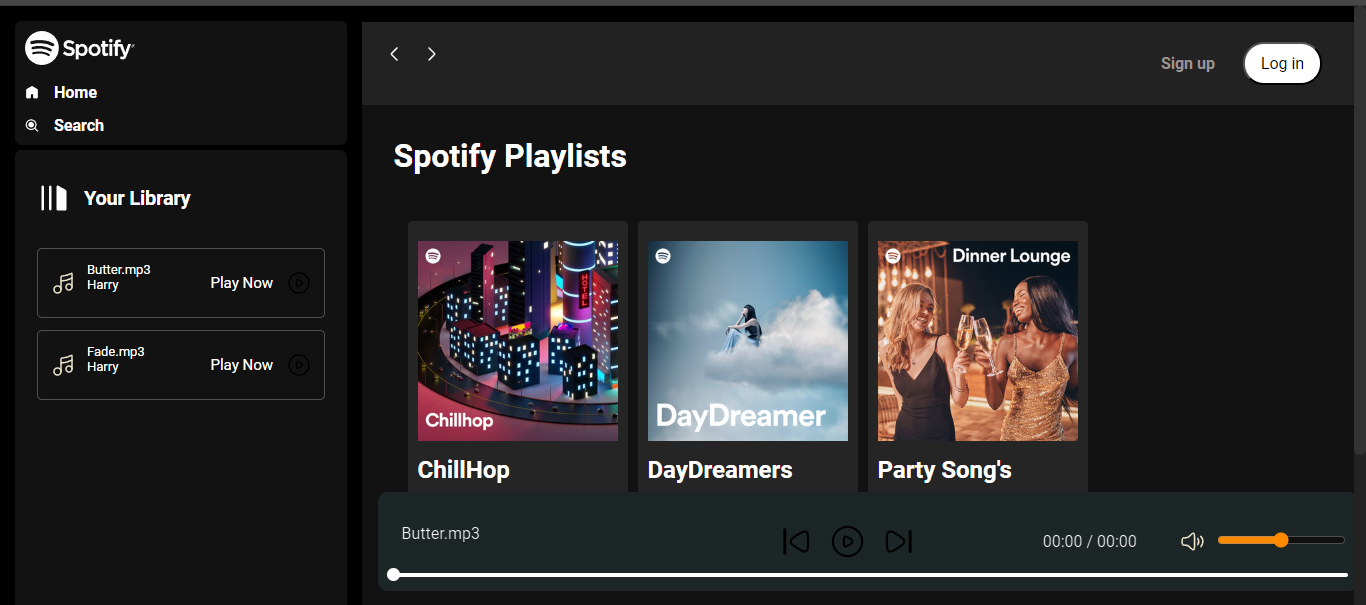 Spotify
Home
Search
Your Library
Butter.mp3
Harry
Play Now
Fade.mp3
Harry
Play Now
Sign up
Log in
Spotify Playlists
HOTEL
Chillhop
ChillHop
DayDreamer
DayDreamers
Dinner Lounge
Party Song's
Butter.mp3
00:00 / 00:00